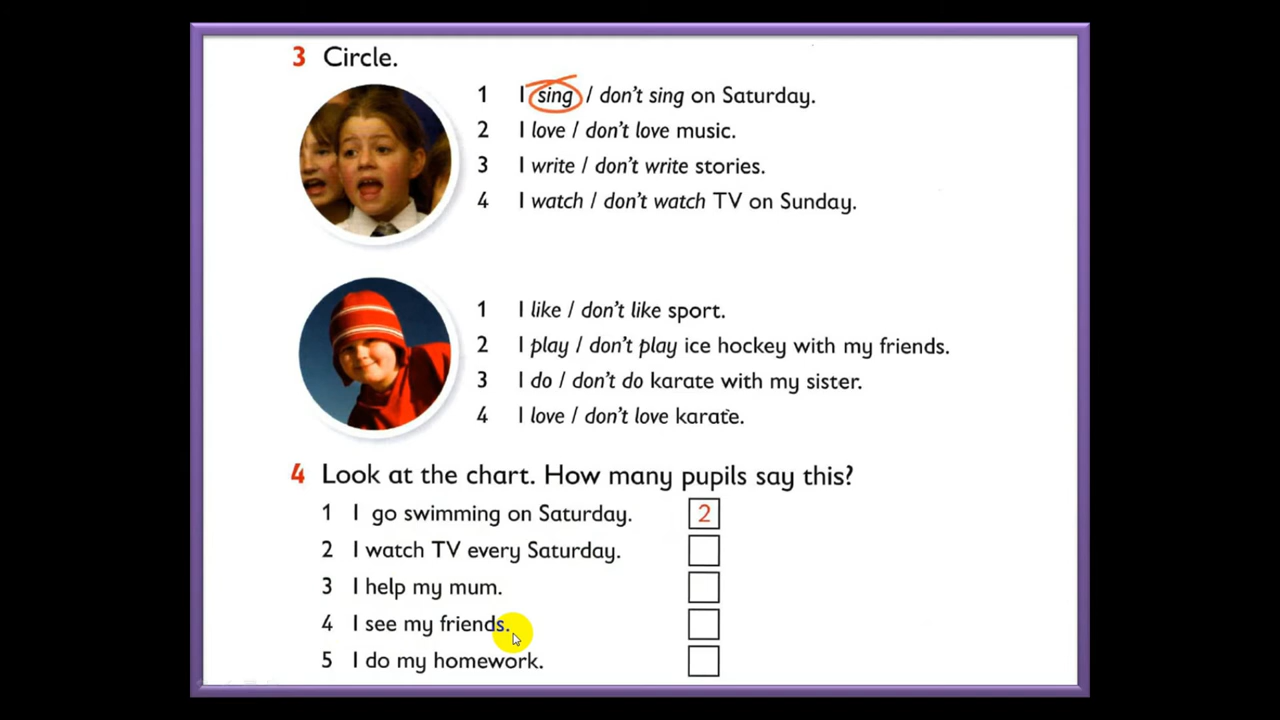 3 Circle.
1 I sing / don't sing on Saturday.
2 I love / don't love music.
3 I write / don't write stories.
4 I watch / don't watch TV on Sunday.
1 I like / don't like sport.
2 I play / don't play ice hockey with my friends.
3 I do / don't do karate with my sister.
4 I love / don't love karate.
4 Look at the chart. How many pupils say this?
1 I go swimming on Saturday. 2
2 I watch TV every Saturday.
3 I help my mum.
4 I see my friends.
5 I do my homework.